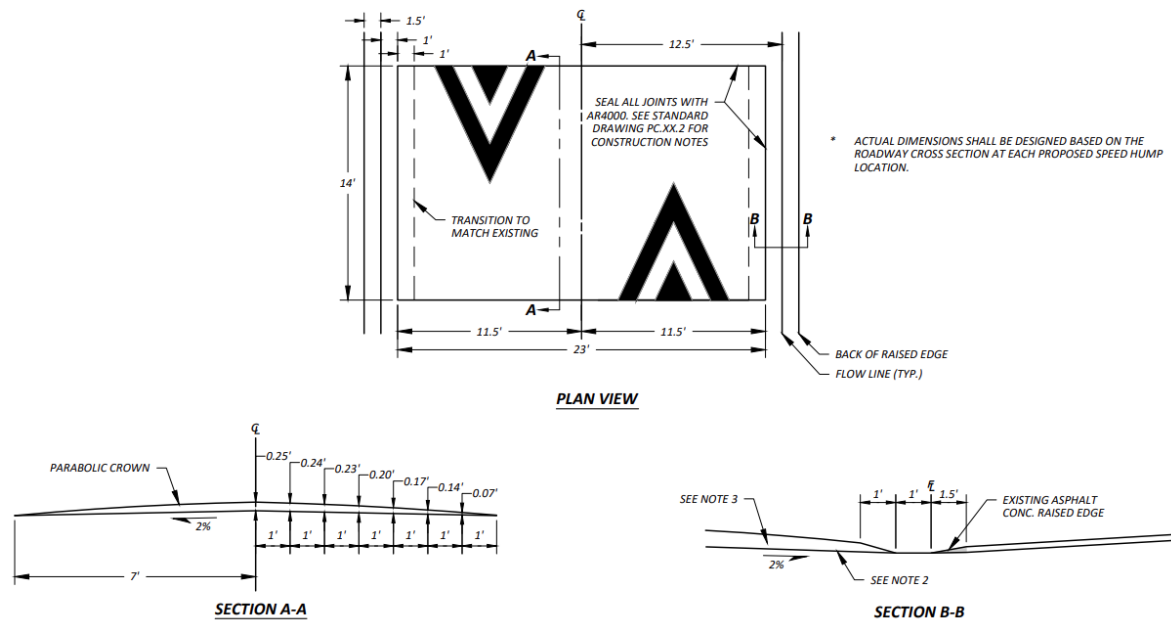 ℄
1.5'
1'
1'
12.5'
A
SEAL ALL JOINTS WITH
AR4000. SEE STANDARD
DRAWING PC.XX.2 FOR
CONSTRUCTION NOTES
* ACTUAL DIMENSIONS SHALL BE DESIGNED BASED ON THE
ROADWAY CROSS SECTION AT EACH PROPOSED SPEED HUMP
LOCATION.
14'
TRANSITION TO
MATCH EXISTING
B B
A
11.5' 11.5'
23'
BACK OF RAISED EDGE
FLOW LINE (TYP.)
PLAN VIEW
℄
PARABOLIC CROWN
0.25'
0.24'
0.23'
0.20'
0.17'
0.14'
0.07'
2%
1' 1' 1' 1' 1' 1' 1'
7'
SECTION A-A
FL
1' 1' 1.5'
SEE NOTE 3
EXISTING ASPHALT
CONC. RAISED EDGE
2%
SEE NOTE 2
SECTION B-B